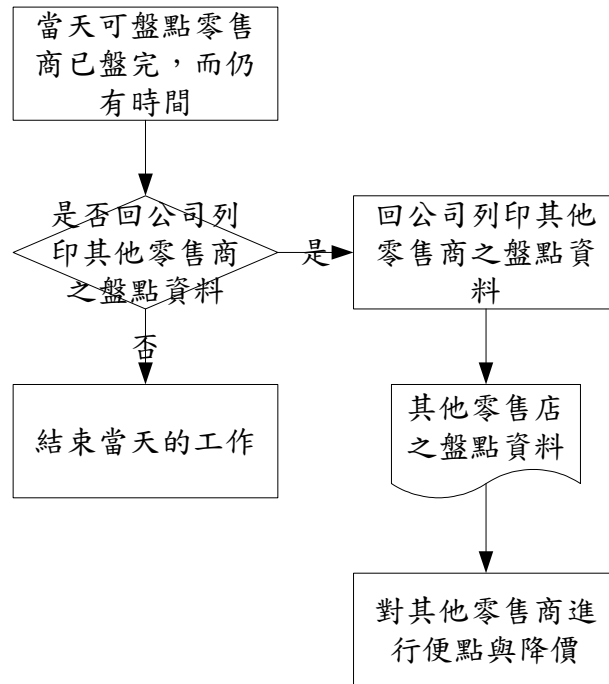 當天可盤點零售
商已盤完，而仍
有時間
是否回公司列
印其他零售商
之盤點資料
是
回公司列印其他
零售商之盤點資
料
否
結束當天的工作
其他零售店
之盤點資料
對其他零售商進
行便點與降價